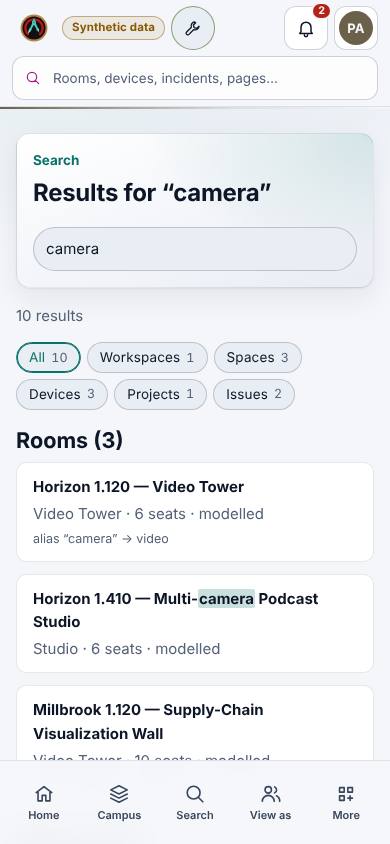 Synthetic data
2
PA
Rooms, devices, incidents, pages...
Search
Results for “camera”
camera
10 results
All 10
Workspaces 1
Spaces 3
Devices 3
Projects 1
Issues 2
Rooms (3)
Horizon 1.120 — Video Tower
Video Tower · 6 seats · modelled
alias “camera” → video
Horizon 1.410 — Multi-camera Podcast
Studio
Studio · 6 seats · modelled
Millbrook 1.120 — Supply-Chain
Visualization Wall
Video Tower · 10 seats · modelled
Home
Campus
Search
View as
More